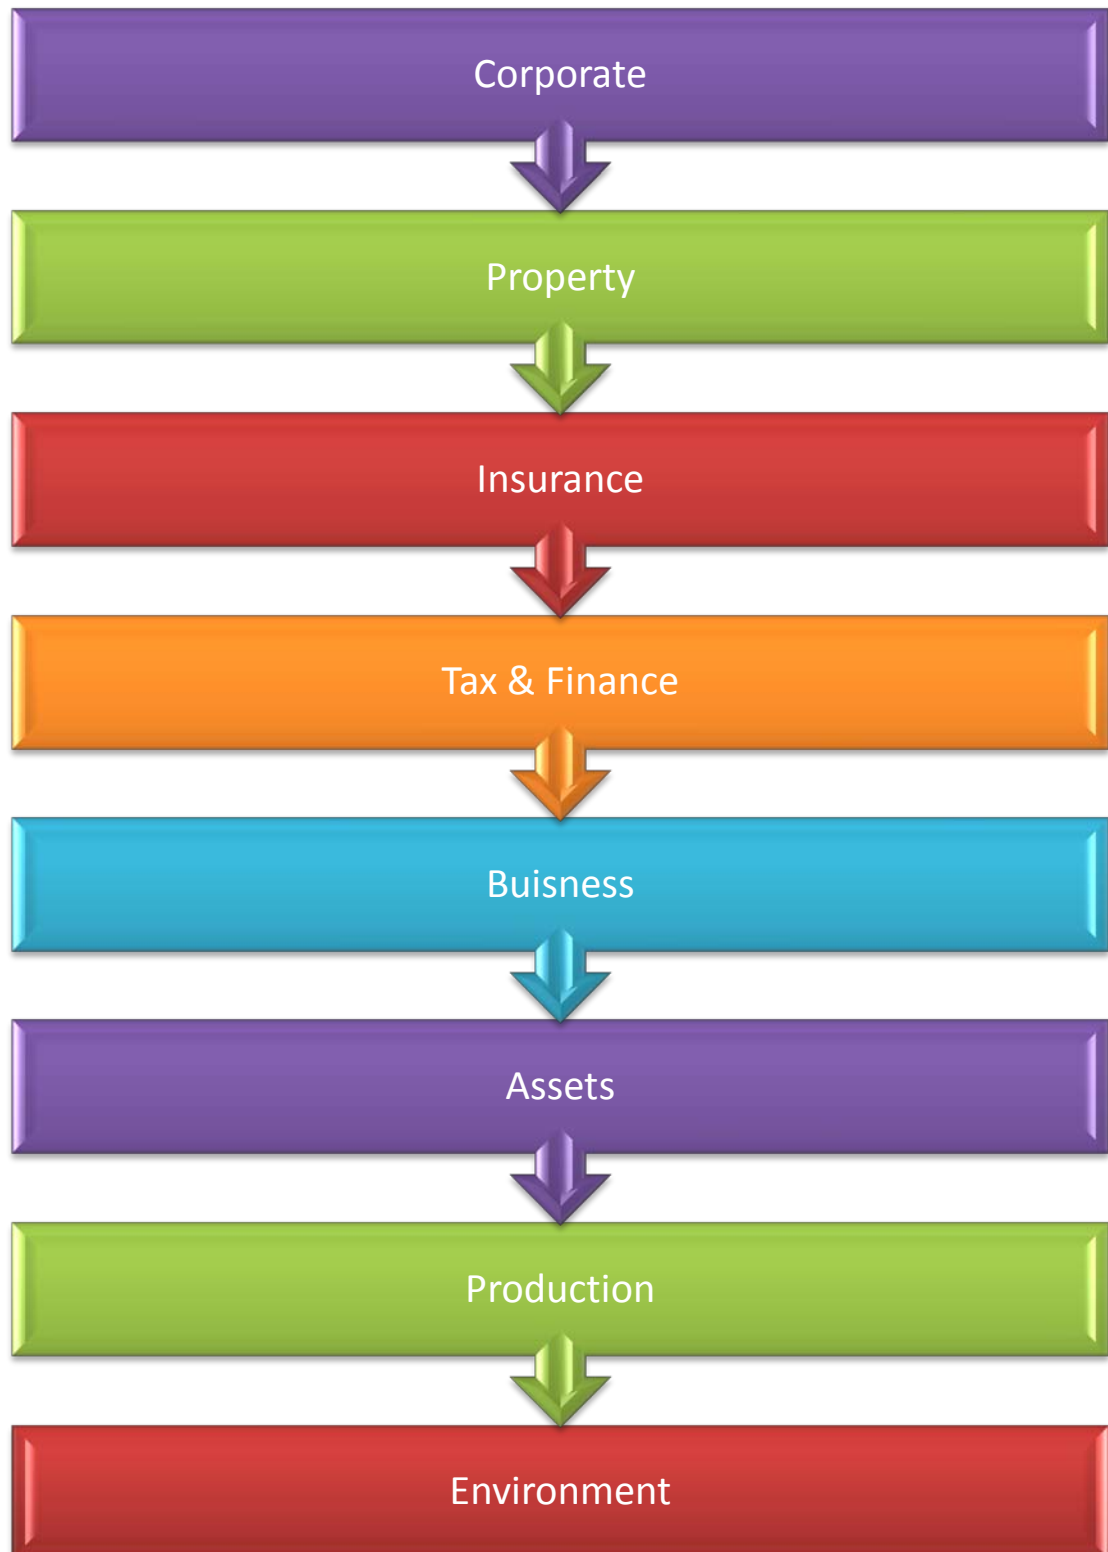 Corporate
Property
Insurance
Tax & Finance
Buisness
Assets
Production
Environment